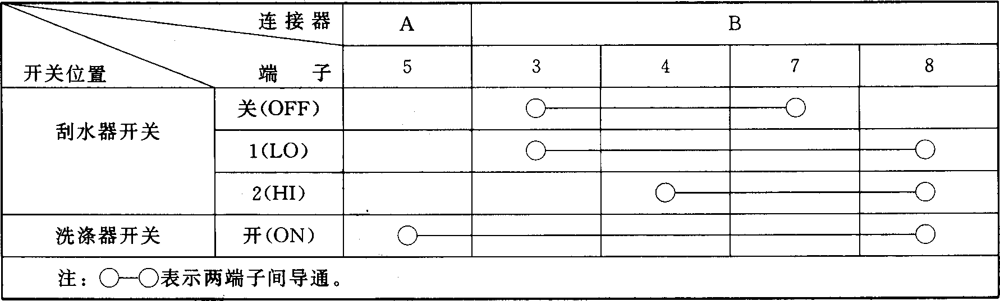 连接器 A B
开关位置 端子 5 3 4 7 8
刮水器开关 关(OFF)
1(LO)
2(HI)
洗涤器开关 开(ON)
注:○—○表示两端子间导通。